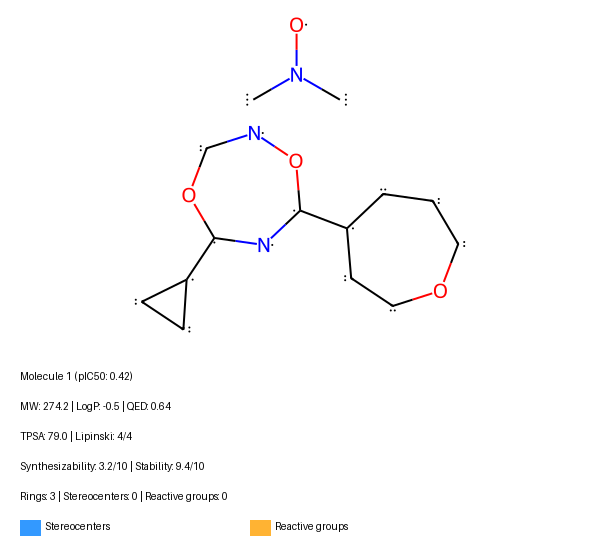 O
N
N
O
O
N
O
Molecule 1 (pIC50: 0.42)
MW: 274.2 | LogP: -0.5 | QED: 0.64
TPSA: 79.0 | Lipinski: 4/4
Synthesizability: 3.2/10 | Stability: 9.4/10
Rings: 3 | Stereocenters: 0 | Reactive groups: 0
Stereocenters Reactive groups